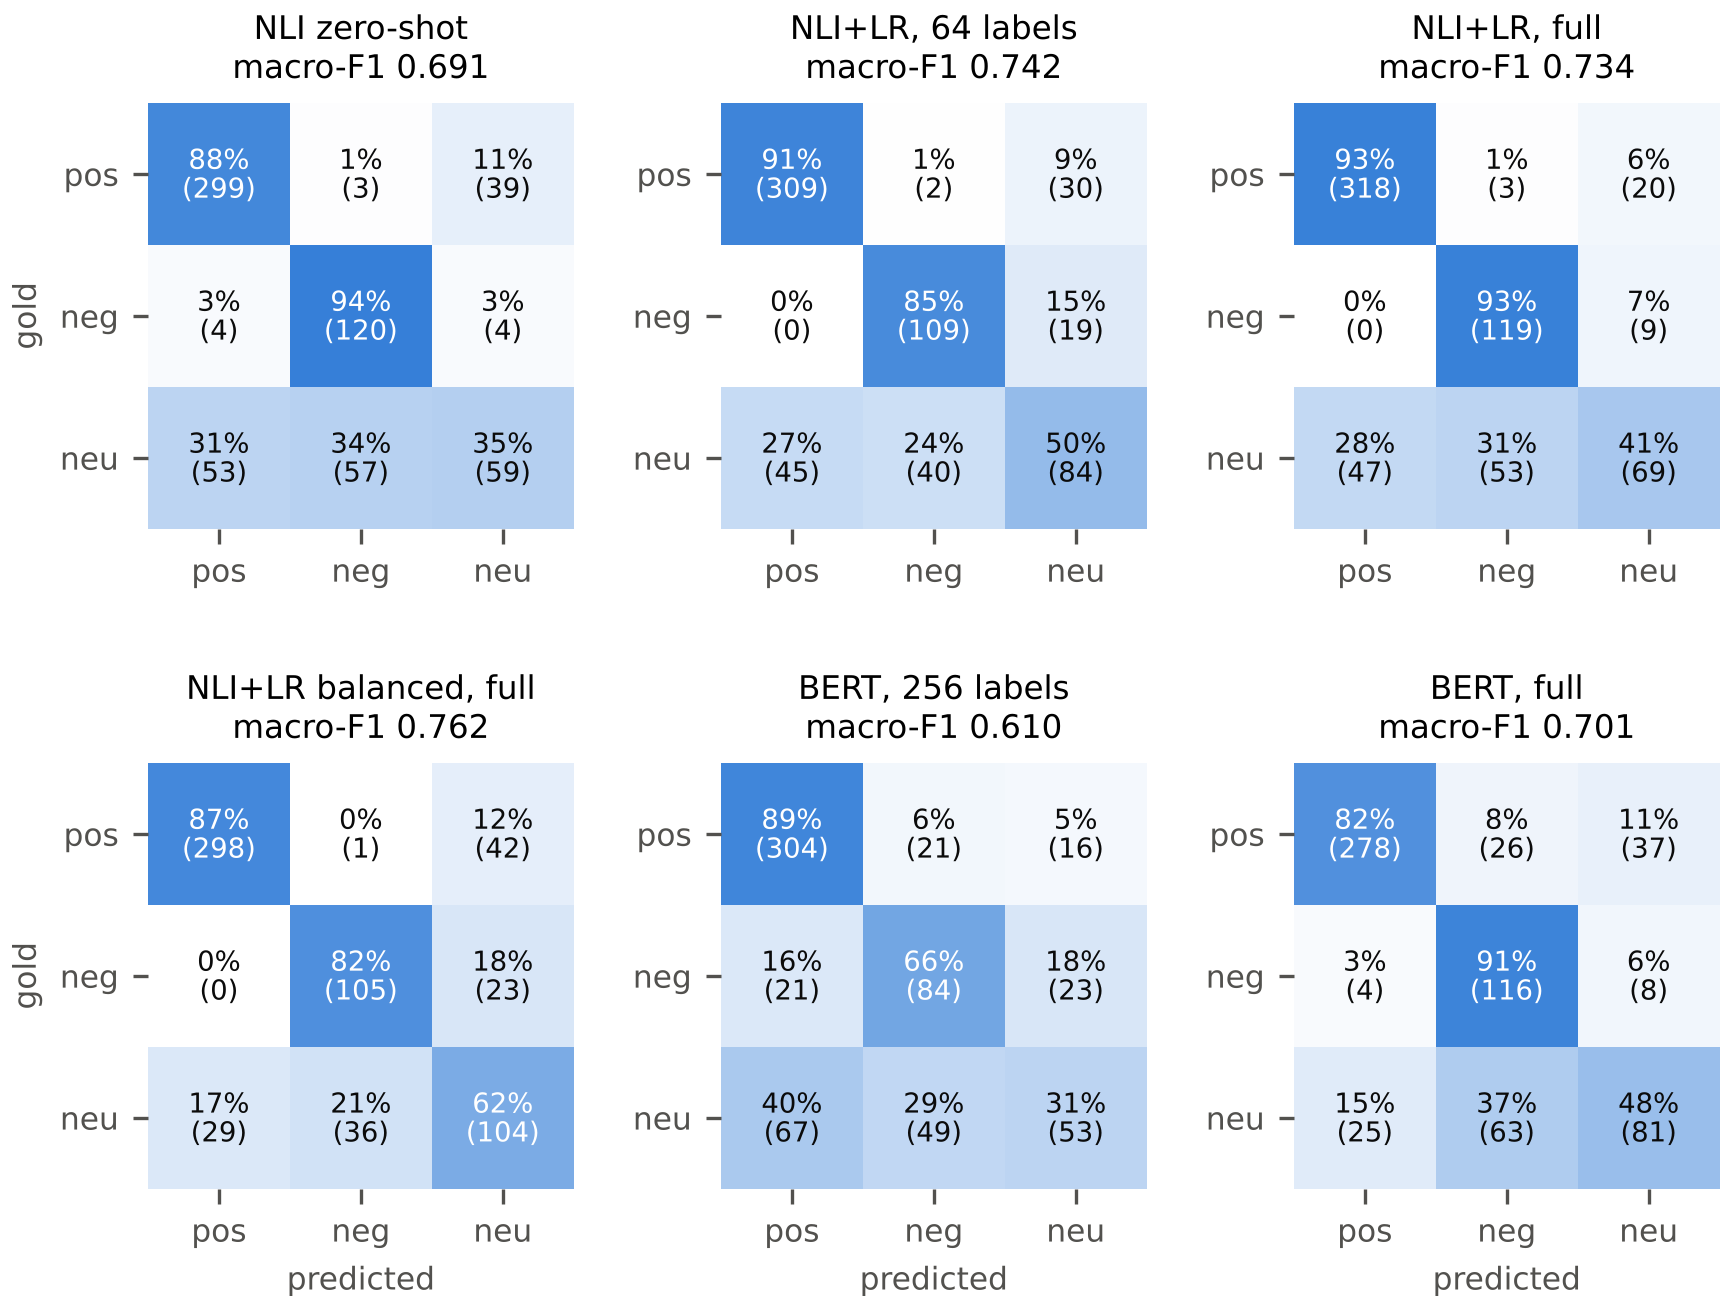 NLI zero-shot
macro-F1 0.691
NLI+LR, 64 labels
macro-F1 0.742
NLI+LR, full
macro-F1 0.734
gold
pos
88%
(299)
1%
(3)
11%
(39)
neg
3%
(4)
94%
(120)
3%
(4)
neu
31%
(53)
34%
(57)
35%
(59)
pos
neg
neu
pos
91%
(309)
1%
(2)
9%
(30)
neg
0%
(0)
85%
(109)
15%
(19)
neu
27%
(45)
24%
(40)
50%
(84)
pos
neg
neu
pos
93%
(318)
1%
(3)
6%
(20)
neg
0%
(0)
93%
(119)
7%
(9)
neu
28%
(47)
31%
(53)
41%
(69)
pos
neg
neu
NLI+LR balanced, full
macro-F1 0.762
BERT, 256 labels
macro-F1 0.610
BERT, full
macro-F1 0.701
gold
pos
87%
(298)
0%
(1)
12%
(42)
neg
0%
(0)
82%
(105)
18%
(23)
neu
17%
(29)
21%
(36)
62%
(104)
pos
neg
neu
predicted
pos
89%
(304)
6%
(21)
5%
(16)
neg
16%
(21)
66%
(84)
18%
(23)
neu
40%
(67)
29%
(49)
31%
(53)
pos
neg
neu
predicted
pos
82%
(278)
8%
(26)
11%
(37)
neg
3%
(4)
91%
(116)
6%
(8)
neu
15%
(25)
37%
(63)
48%
(81)
pos
neg
neu
predicted